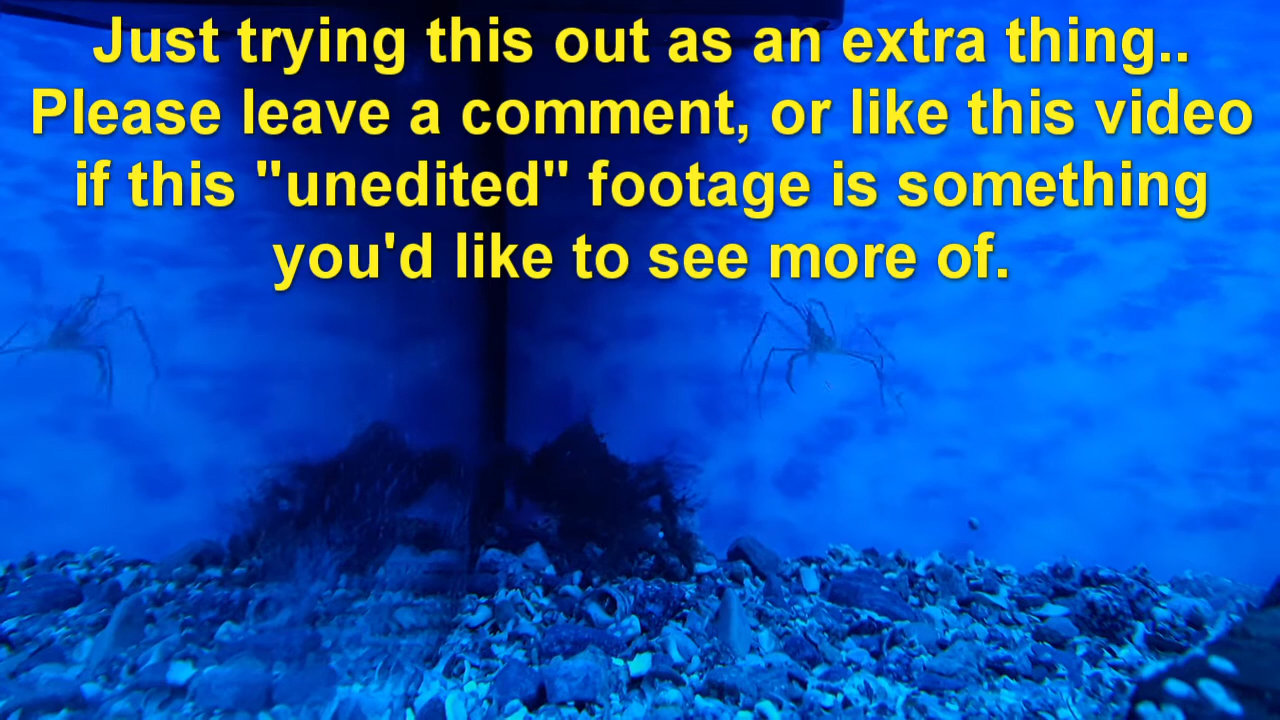 Just trying this out as an extra thing..
Please leave a comment, or like this video
if this "unedited" footage is something
you'd like to see more of.